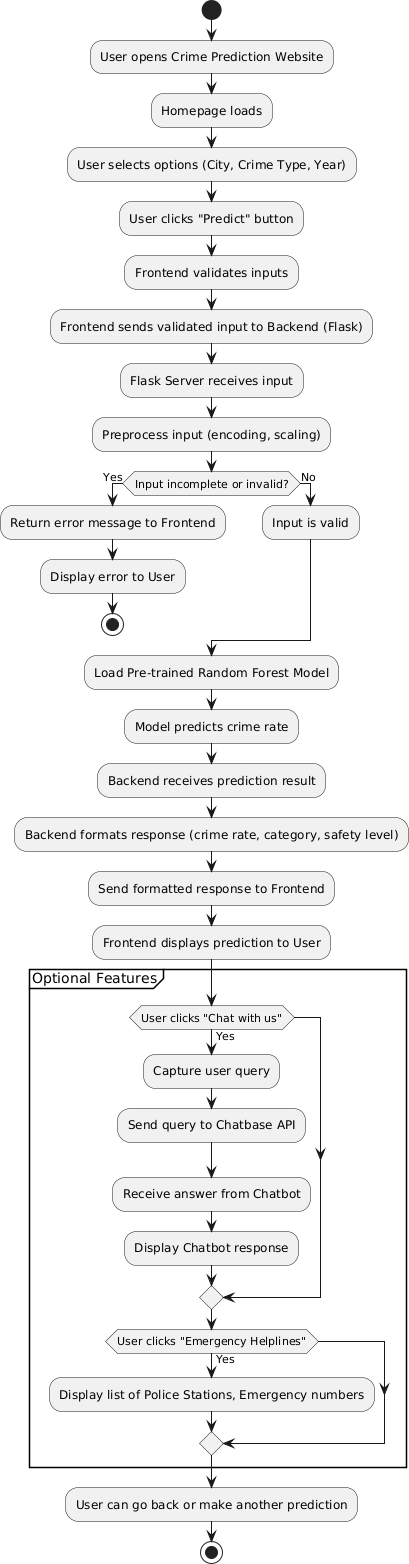 User opens Crime Prediction Website
Homepage loads
User selects options (City, Crime Type, Year)
User clicks "Predict" button
Frontend validates inputs
Frontend sends validated input to Backend (Flask)
Flask Server receives input
Preprocess input (encoding, scaling)
Yes
Input incomplete or invalid?
No
Return error message to Frontend
Input is valid
Display error to User
Load Pre-trained Random Forest Model
Model predicts crime rate
Backend receives prediction result
Backend formats response (crime rate, category, safety level)
Send formatted response to Frontend
Frontend displays prediction to User
Optional Features
User clicks "Chat with us"
Yes
Capture user query
Send query to Chatbase API
Receive answer from Chatbot
Display Chatbot response
User clicks "Emergency Helplines"
Yes
Display list of Police Stations, Emergency numbers
User can go back or make another prediction